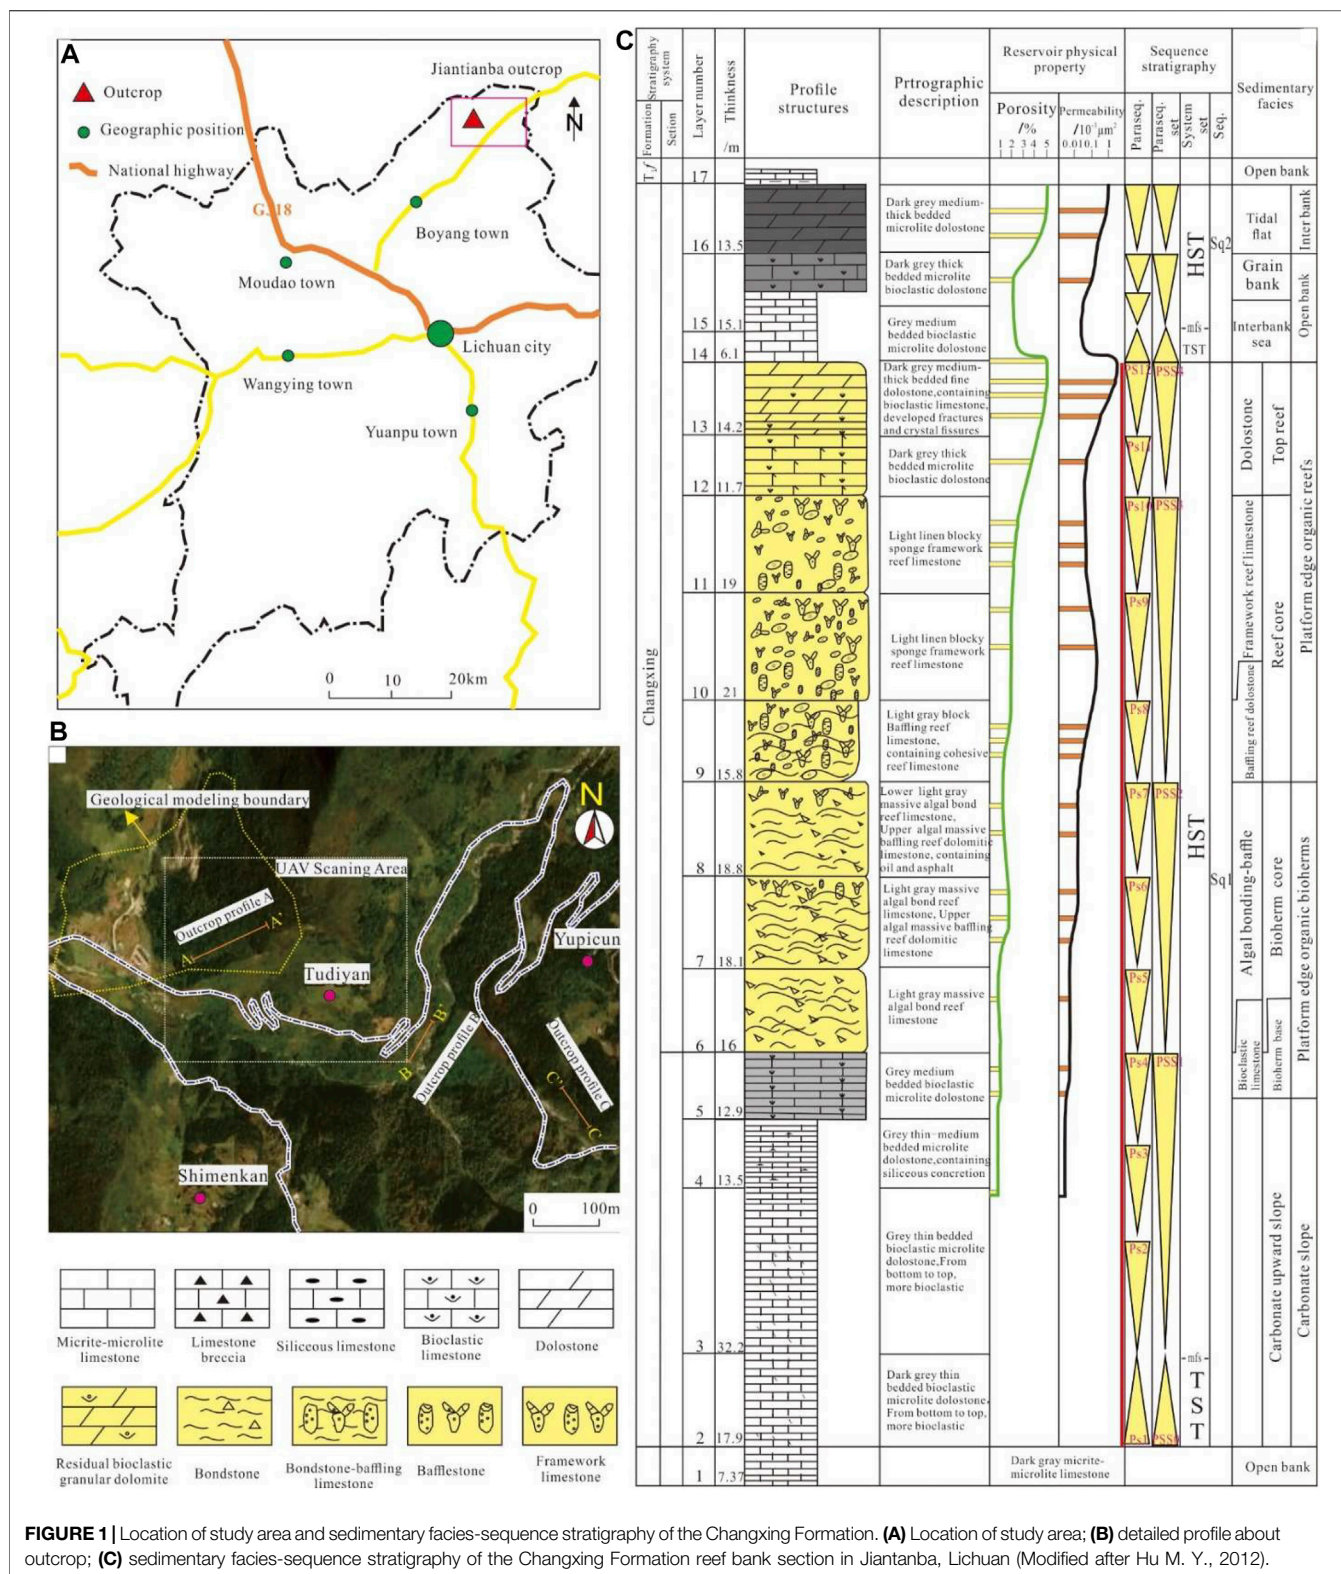 A
Outcrop
Geographic position
National highway
Jiantianba outcrop
N
G318
Boyang town
Moudao town
Lichuan city
Wangying town
Yuanpu town
0 10 20km
B
Geological modeling boundary
N
UAV Scaning Area
Outcrop profile A
A A'
Tudiyan
Yupicun
B B'
Outcrop profile B
Outcrop profile C
C' C
Shimenkan
0 100m
Micrite-microlite
limestone
Limestone
breccia
Siliceous limestone
Bioclastic
limestone
Dolostone
Residual bioclastic
granular dolomite
Bondstone
Bondstone-baffling
limestone
Bafflestone
Framework
limestone
C
Stratigraphy
system
Formation
Setion
Layer number
Thinkness
/m
Profile
structures
Prtrographic
description
Reservoir physical
property
Porosity
/%
1 2 3 4 5
Permeability
/10⁻³μm²
0.01 0.1 1
Sequence
stratigraphy
Paraseq.
Paraseq.
set
System
set
Seq.
Sedimentary
facies
T₁f
17
Open bank
Changxing
16 13.5
Dark grey medium-
thick bedded
microlite dolostone
Dark grey thick
bedded microlite
bioclastic dolostone
15 15.1
Grey medium
bedded bioclastic
microlite dolostone
14 6.1
Dark grey medium-
thick bedded fine
dolostone,containing
bioclastic limestone,
developed fractures
and crystal fissures
13 14.2
Dark grey thick
bedded microlite
bioclastic dolostone
12 11.7
Light linen blocky
sponge framework
reef limestone
11 19
Light linen blocky
sponge framework
reef limestone
10 21
Light gray block
Baffling reef
limestone,
containing cohesive
reef limestone
9 15.8
Lower light gray
massive algal bond
reef limestone,
Upper algal massive
baffling reef dolomitic
limestone, containing
oil and asphalt
8 18.8
Light gray massive
algal bond reef
limestone, Upper
algal massive baffling
reef dolomitic
limestone
7 18.1
Light gray massive
algal bond reef
limestone
6 16
Grey medium
bedded bioclastic
microlite dolostone
5 12.9
Grey thin-medium
bedded microlite
dolostone,containing
siliceous concretion
4 13.5
Grey thin bedded
bioclastic microlite
dolostone,From
bottom to top,
more bioclastic
3 32.2
Dark grey thin
bedded bioclastic
microlite dolostone,
From bottom to top,
more bioclastic
2 17.9
Dark gray micrite-
microlite limestone
1 7.37
Ps12
Ps11
Ps10
Ps9
Ps8
Ps7
Ps6
Ps5
Ps4
Ps3
Ps2
Ps1
PSS4
PSS3
PSS2
PSS1
PSS0
HST
mfs
TST
HST
mfs
TST
Sq2
Sq1
Tidal
flat
Inter bank
Grain
bank
Interbank
sea
Open bank
Dolostone
Top reef
Framework reef limestone
Baffling reef dolostone
Reef core
Platform edge organic reefs
Algal bonding-baffle
Bioherm core
Bioclastic
limestone
Bioherm base
Platform edge organic bioherms
Carbonate upward slope
Carbonate slope
Open bank
FIGURE 1 | Location of study area and sedimentary facies-sequence stratigraphy of the Changxing Formation. (A) Location of study area; (B) detailed profile about
outcrop; (C) sedimentary facies-sequence stratigraphy of the Changxing Formation reef bank section in Jiantanba, Lichuan (Modified after Hu M. Y., 2012).